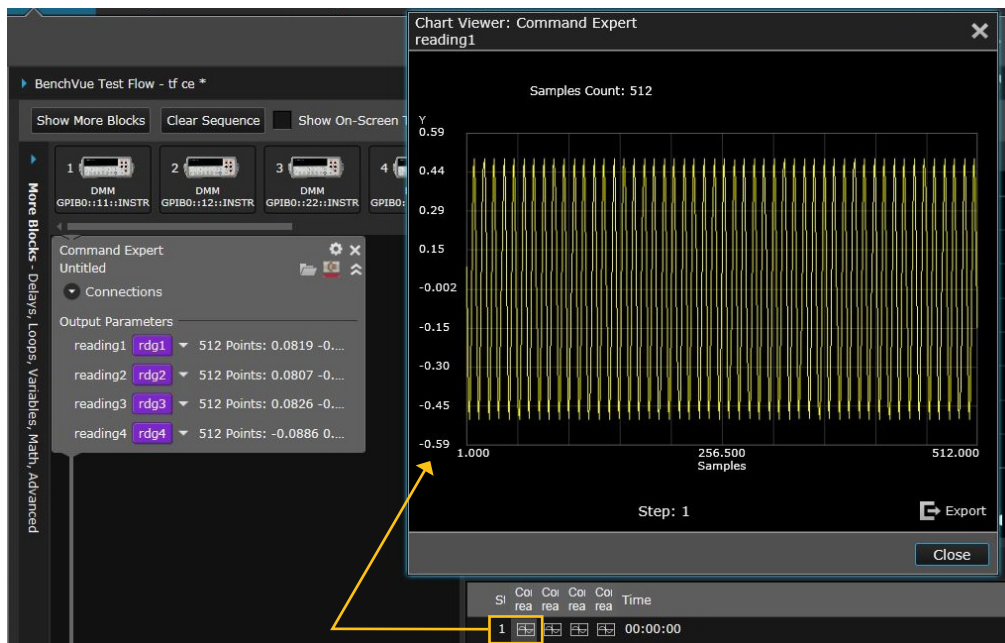 Chart Viewer: Command Expert
reading1
BenchVue Test Flow - tf ce *
Show More Blocks Clear Sequence Show On-Screen
1 2 3 4
DMM DMM DMM
GPIB0::11::INSTR GPIB0::12::INSTR GPIB0::22::INSTR GPIB0:
More Blocks - Delays, Loops, Variables, Math, Advanced
Command Expert
Untitled
Connections
Output Parameters
reading1 rdg1 512 Points: 0.0819 -0....
reading2 rdg2 512 Points: 0.0807 -0....
reading3 rdg3 512 Points: 0.0826 -0....
reading4 rdg4 512 Points: -0.0886 0....
Samples Count: 512
Y
0.59
0.44
0.29
0.15
-0.002
-0.15
-0.30
-0.45
-0.59
1.000 256.500 512.000
Samples
Step: 1
Export
Close
Time
rea rea rea rea
1 00:00:00